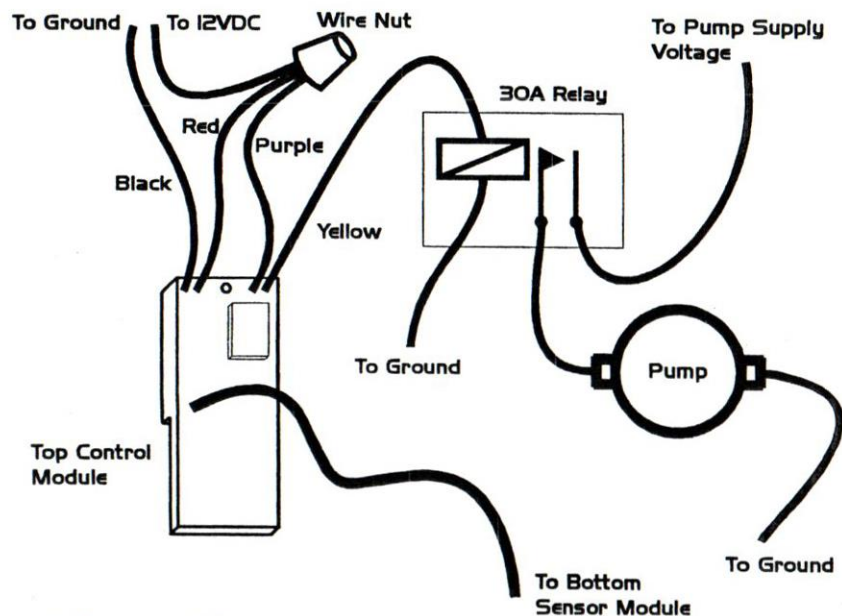 To Ground
To 12VDC
Wire Nut
To Pump Supply
Voltage
30A Relay
Red
Purple
Black
Yellow
To Ground
Pump
Top Control
Module
To Ground
To Bottom
Sensor Module